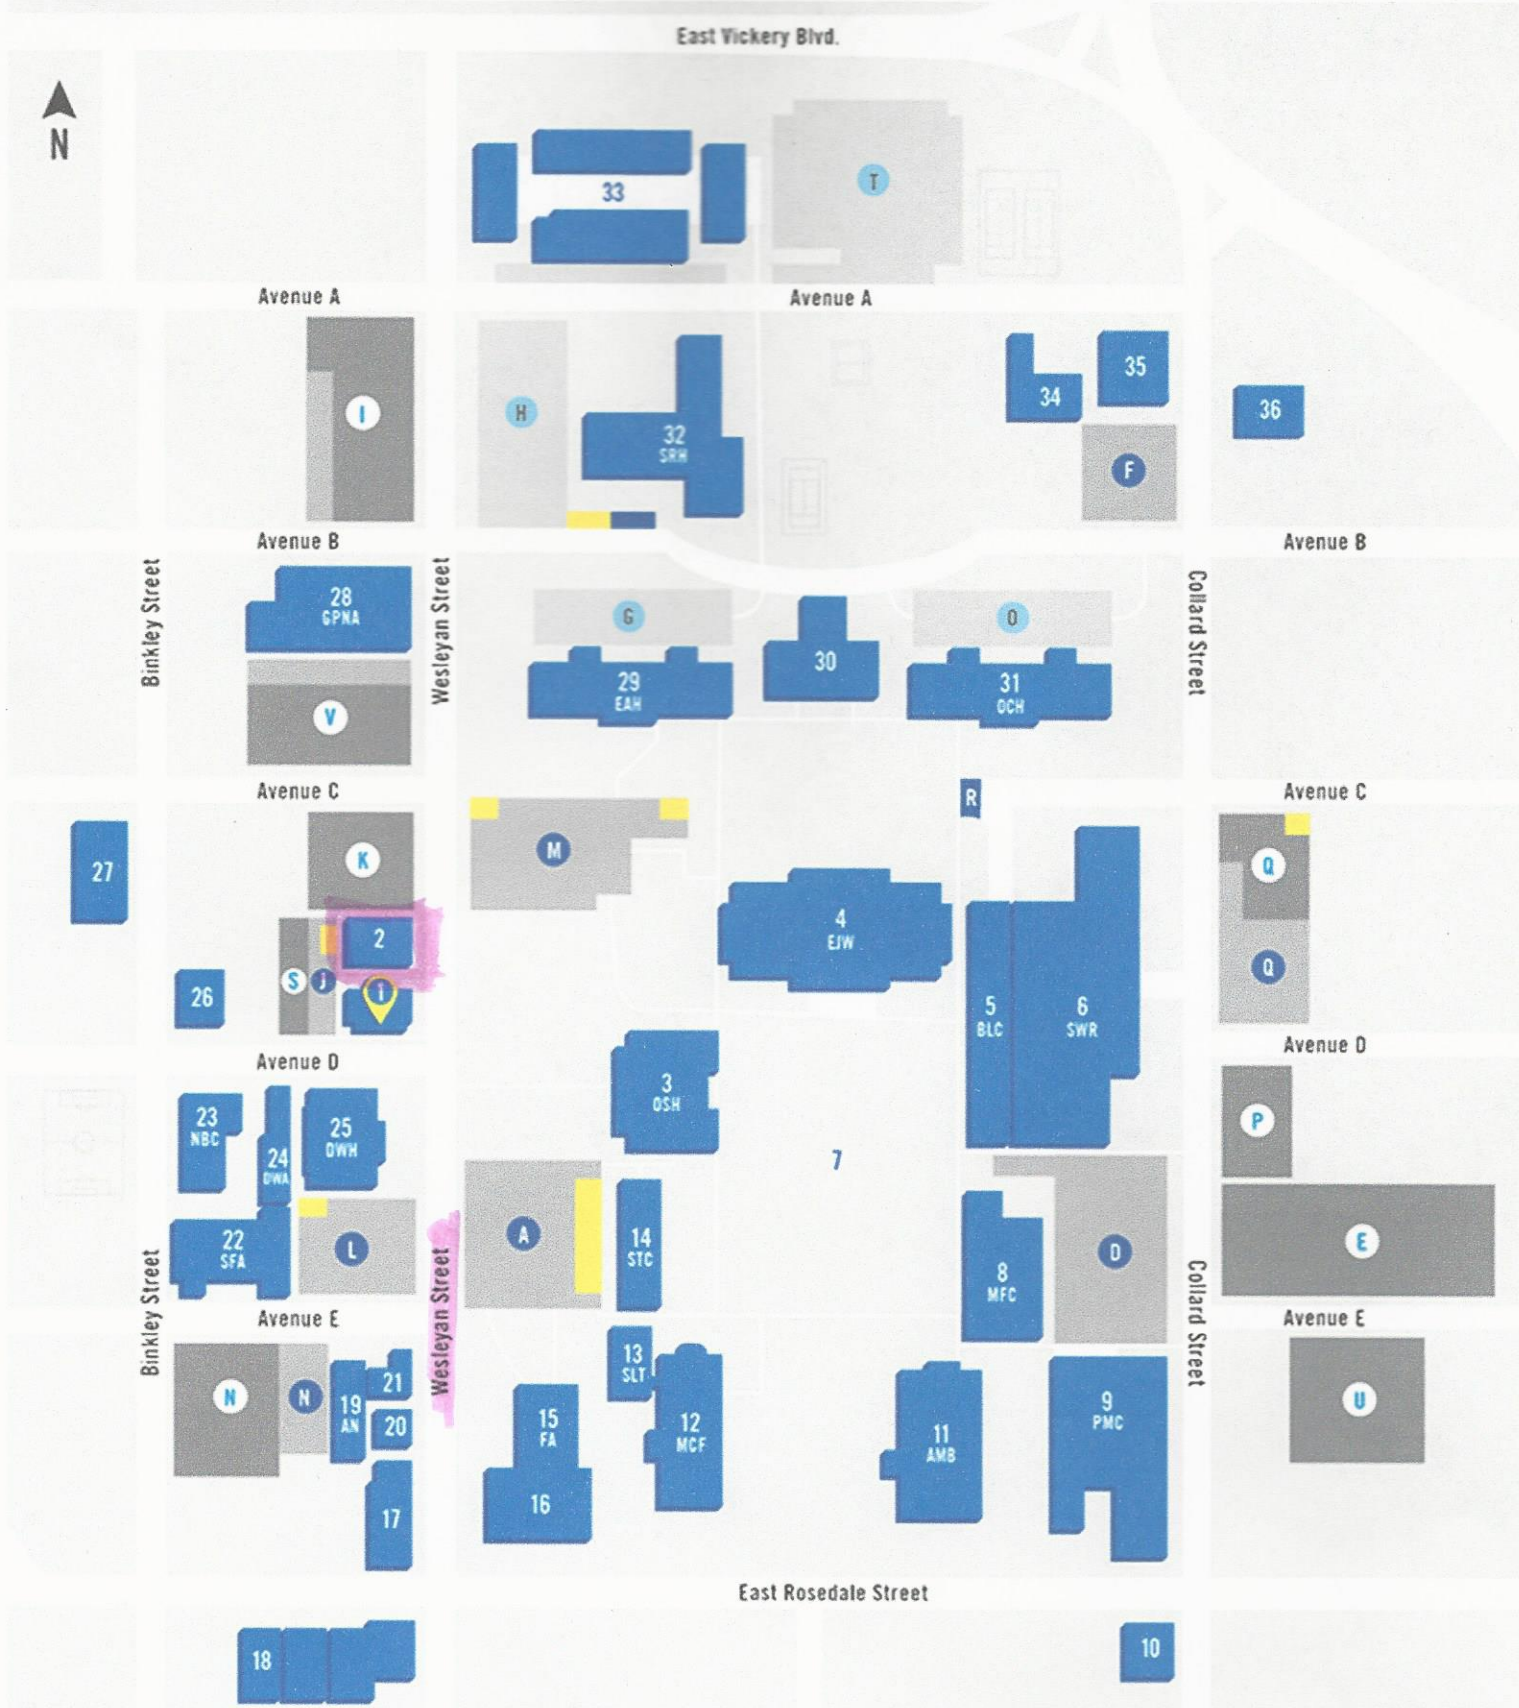 East Vickery Blvd.
N
33
T
Avenue A
Avenue A
I
H
32
SRH
34
35
36
F
Avenue B
Avenue B
Binkley Street
28
GPNA
Wesleyan Street
G
30
O
Collard Street
29
EAH
31
OCH
V
Avenue C
R
Avenue C
27
K
M
Q
2
4
EJW
S
J
i
26
5
BLC
6
SWR
Q
Avenue D
Avenue D
23
NBC
24
DWA
25
DWH
3
OSH
7
P
22
SFA
L
A
14
STC
8
MFC
D
E
Binkley Street
Avenue E
Wesleyan Street
Collard Street
Avenue E
N
N
19
AN
21
20
13
SLT
15
FA
12
MCF
11
AMB
9
PMC
U
16
17
East Rosedale Street
18
10